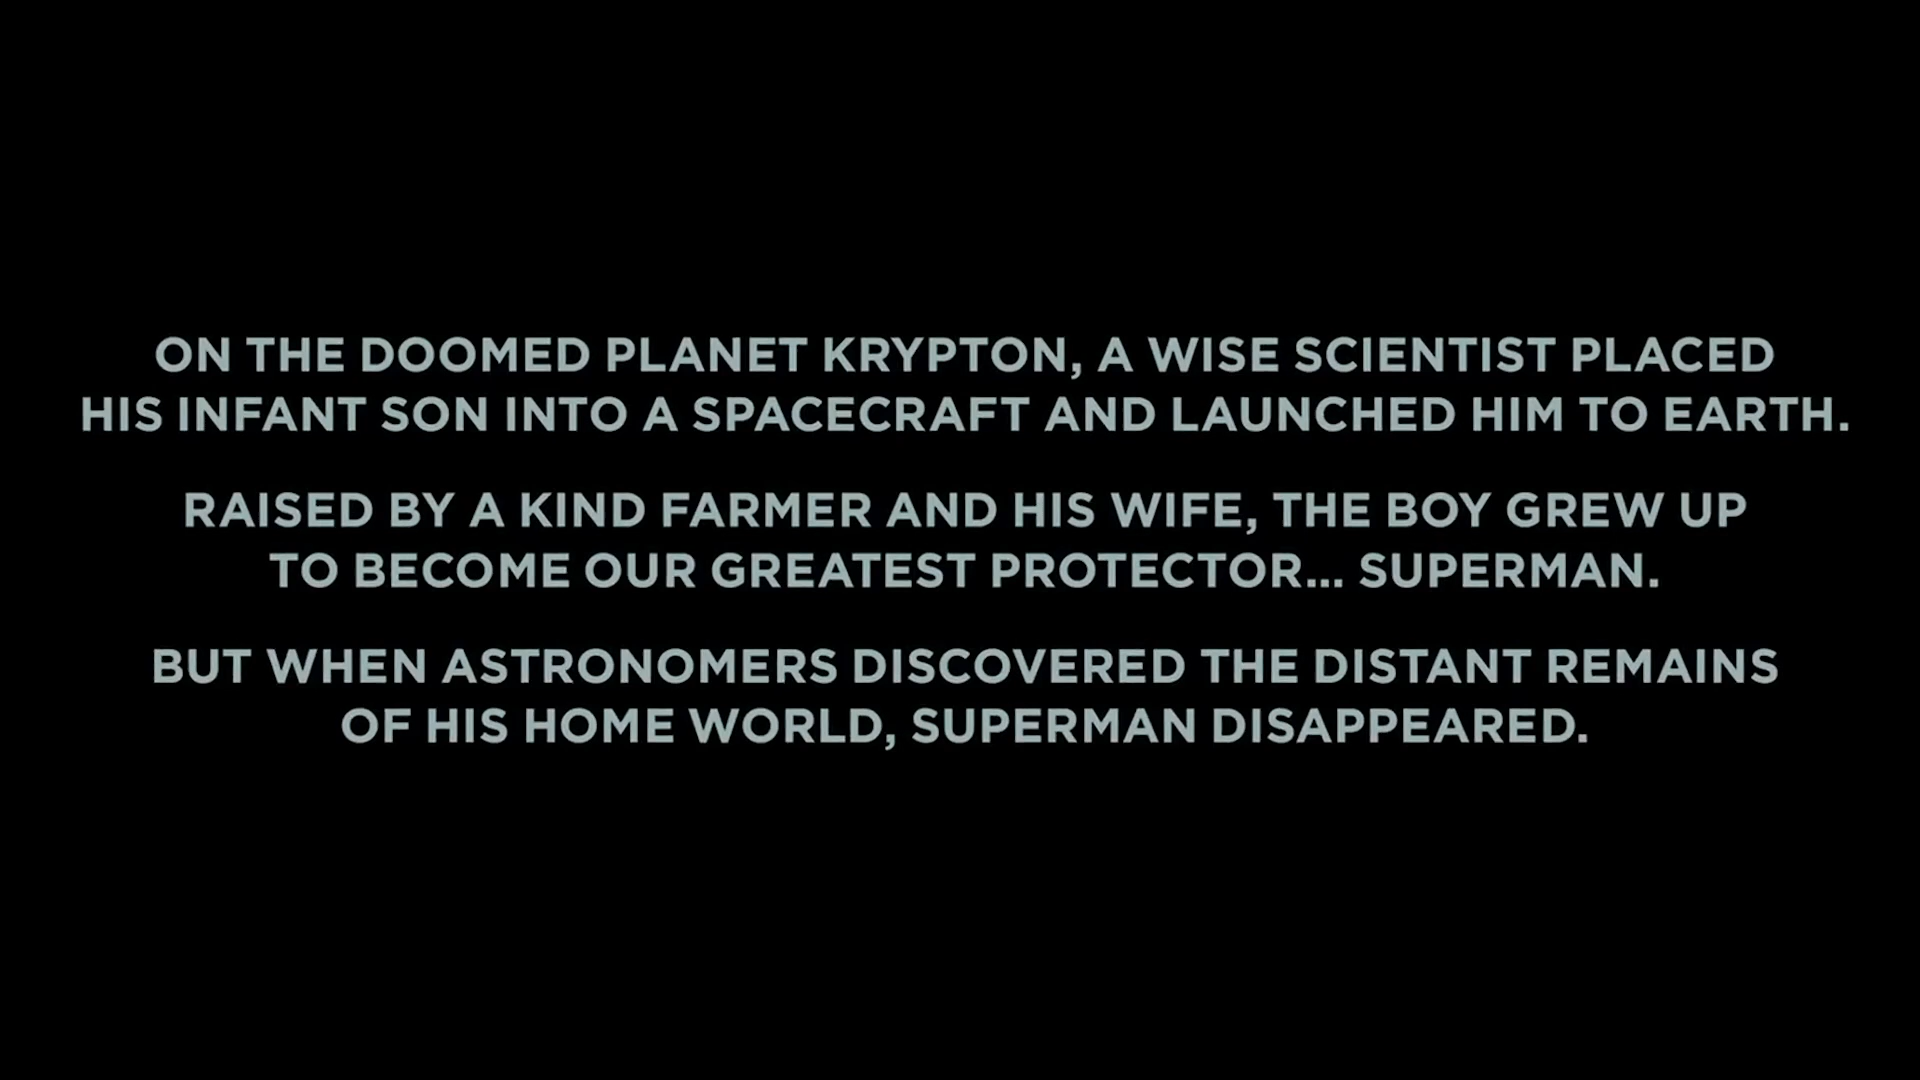 ON THE DOOMED PLANET KRYPTON, A WISE SCIENTIST PLACED
HIS INFANT SON INTO A SPACECRAFT AND LAUNCHED HIM TO EARTH.
RAISED BY A KIND FARMER AND HIS WIFE, THE BOY GREW UP
TO BECOME OUR GREATEST PROTECTOR... SUPERMAN.
BUT WHEN ASTRONOMERS DISCOVERED THE DISTANT REMAINS
OF HIS HOME WORLD, SUPERMAN DISAPPEARED.